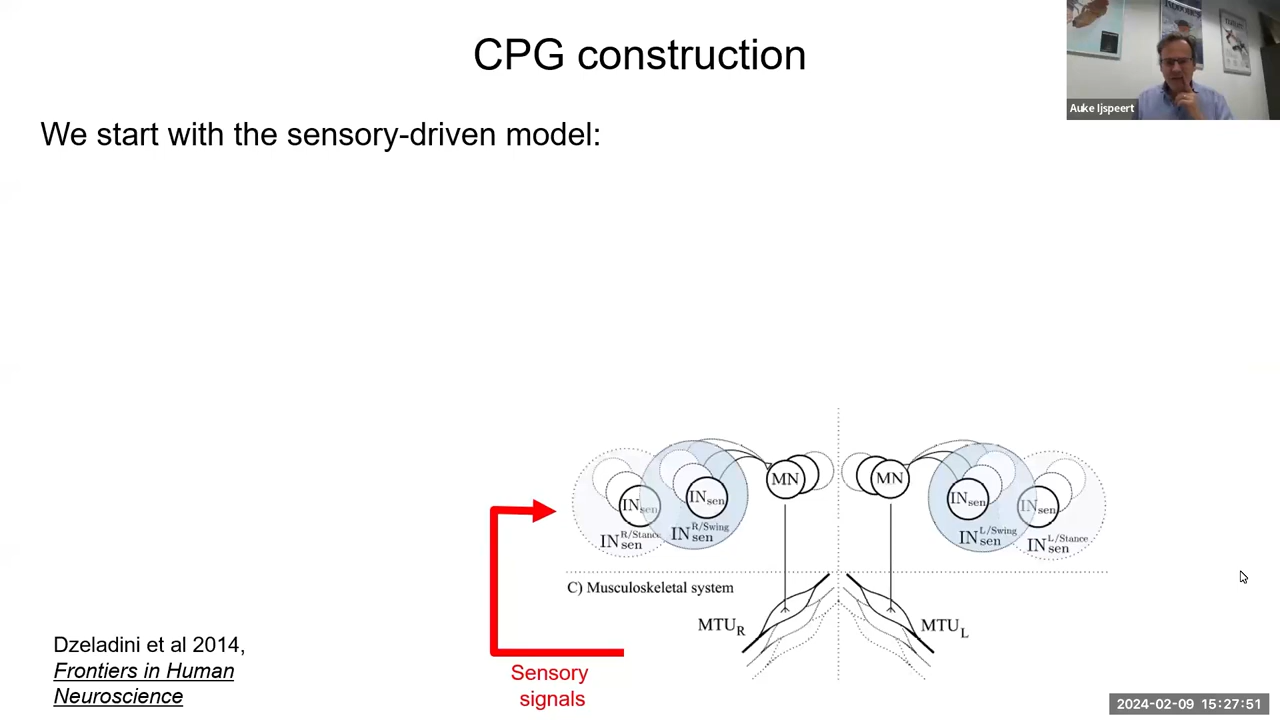 CPG construction
Auke Ijspeert
We start with the sensory-driven model:
MN
MN
IN sen
IN sen
IN sen
IN sen
IN R/Stance sen
IN R/Swing sen
IN L/Swing sen
IN L/Stance sen
C) Musculoskeletal system
MTU R
MTU L
Dzeladini et al 2014,
Frontiers in Human
Neuroscience
Sensory
signals
2024-02-09 15:27:51